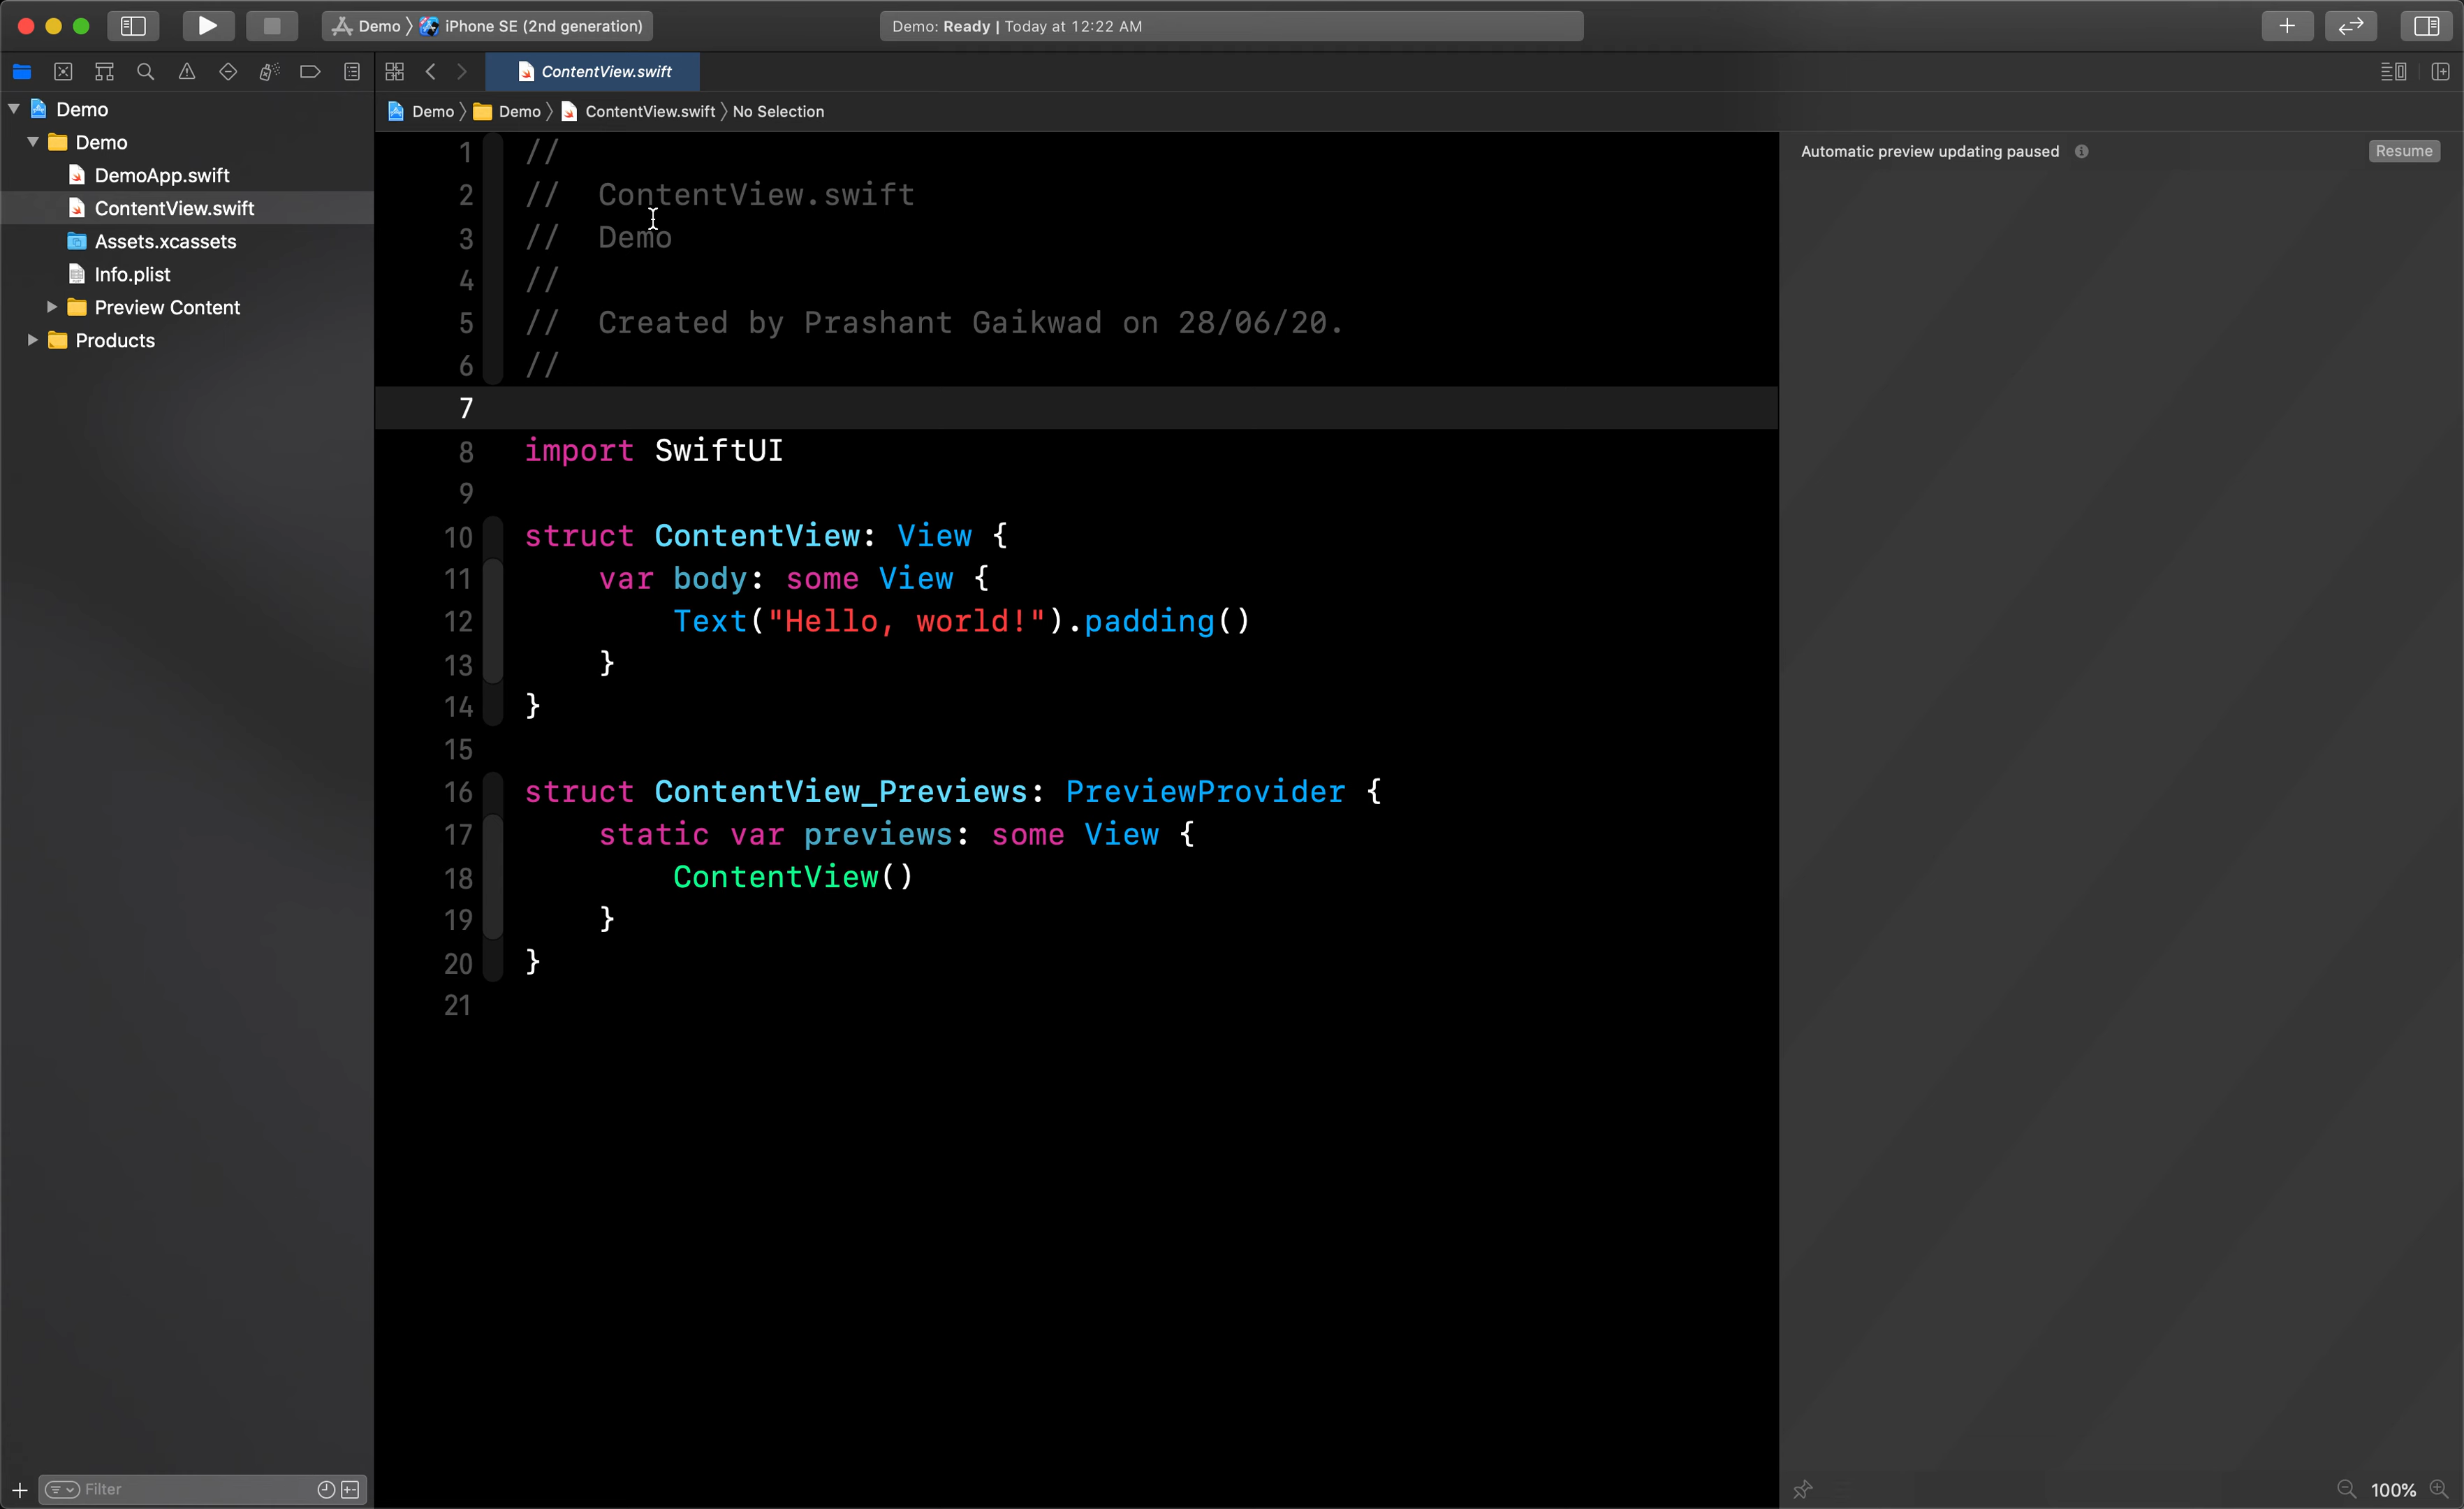 Demo 〉 iPhone SE (2nd generation)
Demo: Ready | Today at 12:22 AM
ContentView.swift
Demo 〉 Demo 〉 ContentView.swift 〉 No Selection
Demo
Demo
DemoApp.swift
ContentView.swift
Assets.xcassets
Info.plist
Preview Content
Products
Filter
1 //
2 //  ContentView.swift
3 //  Demo
4 //
5 //  Created by Prashant Gaikwad on 28/06/20.
6 //
7
8 import SwiftUI
9
10 struct ContentView: View {
11     var body: some View {
12         Text("Hello, world!").padding()
13     }
14 }
15
16 struct ContentView_Previews: PreviewProvider {
17     static var previews: some View {
18         ContentView()
19     }
20 }
21
Automatic preview updating paused
Resume
100%